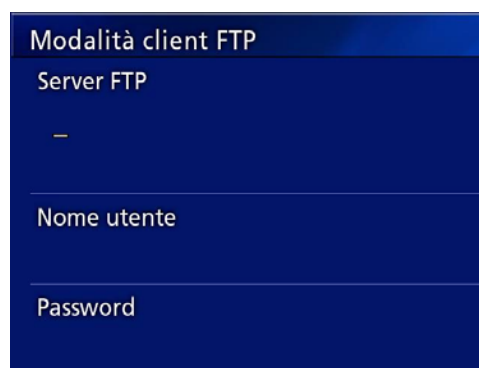 Modalità client FTP
Server FTP
_
Nome utente
Password